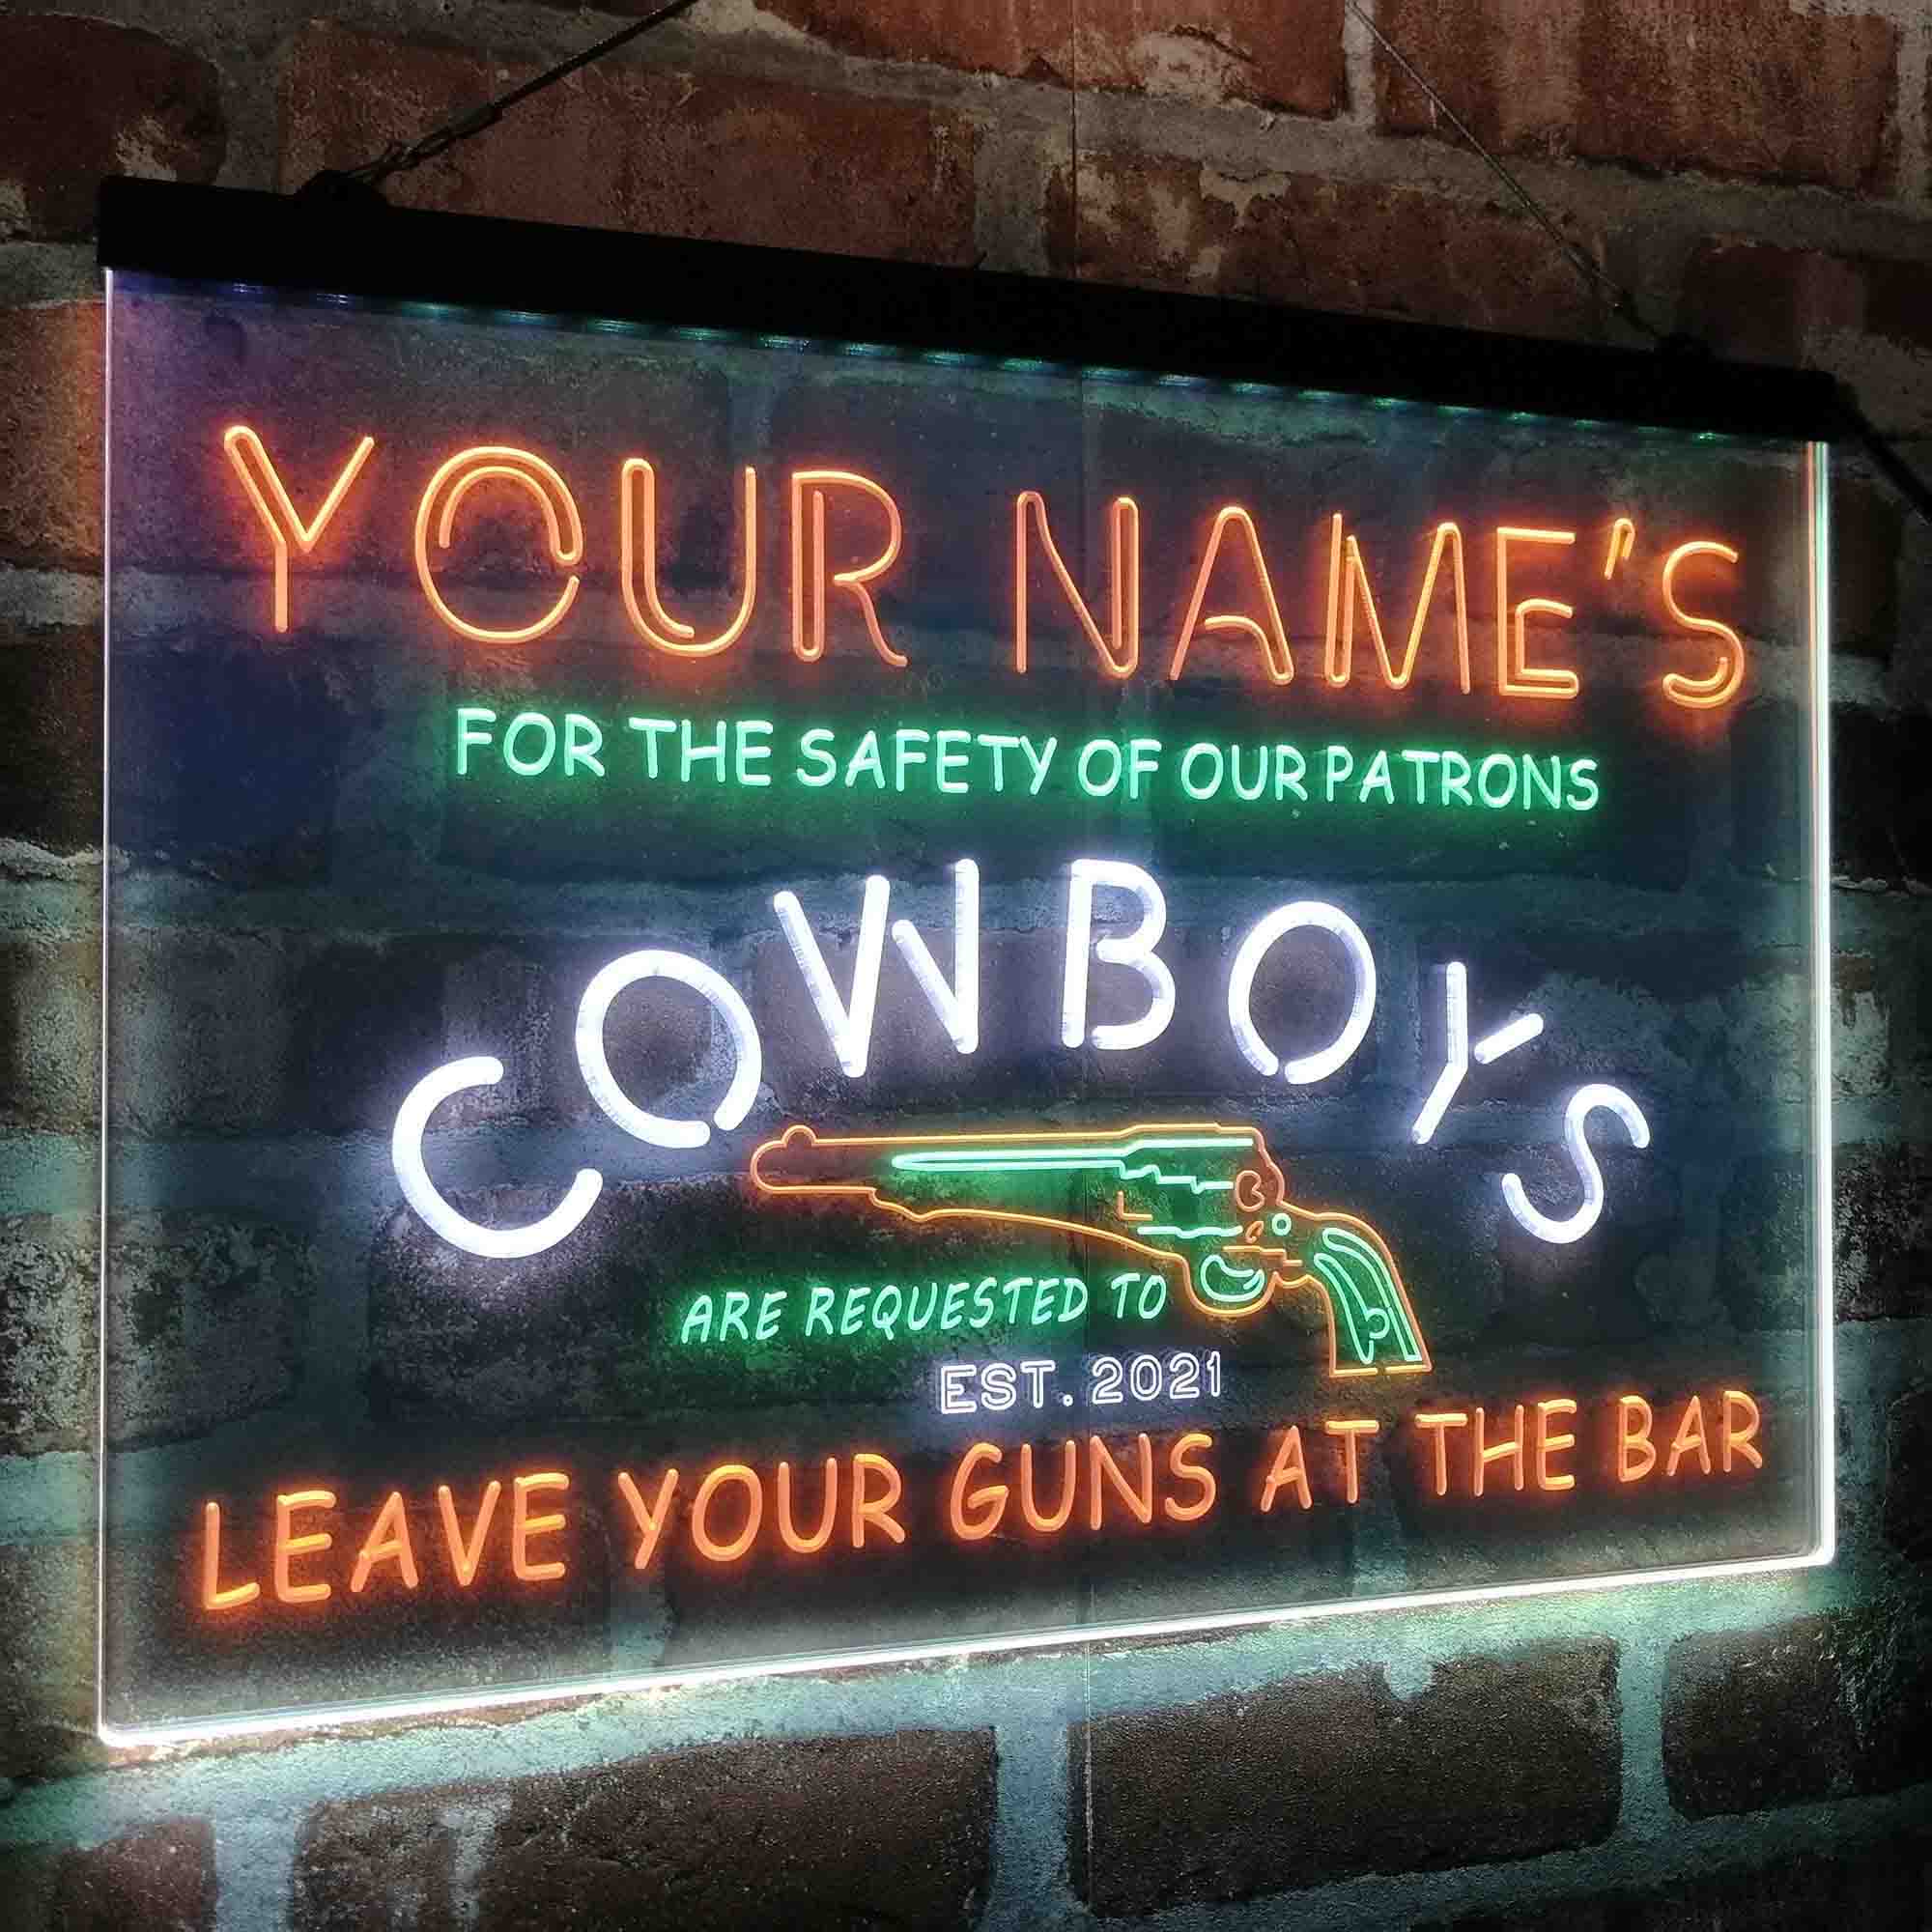 YOUR NAME'S
FOR THE SAFETY OF OUR PATRONS
COWBOYS
ARE REQUESTED TO
EST. 2021
LEAVE YOUR GUNS AT THE BAR